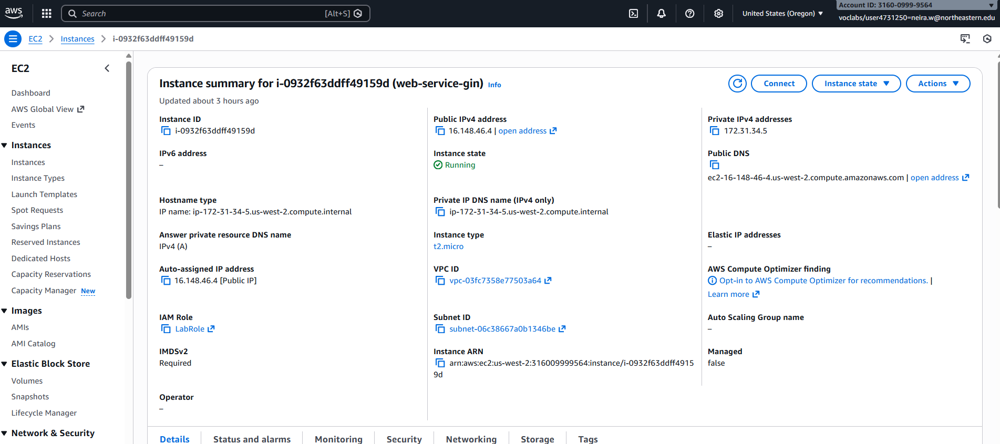 aws
Search
[Alt+S]
United States (Oregon)
Account ID: 3160-0999-9564
voclabs/user4731250=neira.w@northeastern.edu
EC2
Instances
i-0932f63ddff49159d
EC2
Dashboard
AWS Global View
Events
Instances
Instances
Instance Types
Launch Templates
Spot Requests
Savings Plans
Reserved Instances
Dedicated Hosts
Capacity Reservations
Capacity Manager New
Images
AMIs
AMI Catalog
Elastic Block Store
Volumes
Snapshots
Lifecycle Manager
Network & Security
Instance summary for i-0932f63ddff49159d (web-service-gin) Info
Connect
Instance state
Actions
Updated about 3 hours ago
Instance ID
i-0932f63ddff49159d
Public IPv4 address
16.148.46.4 | open address
Private IPv4 addresses
172.31.34.5
IPv6 address
–
Instance state
Running
Public DNS
ec2-16-148-46-4.us-west-2.compute.amazonaws.com | open address
Hostname type
IP name: ip-172-31-34-5.us-west-2.compute.internal
Private IP DNS name (IPv4 only)
ip-172-31-34-5.us-west-2.compute.internal
Answer private resource DNS name
IPv4 (A)
Instance type
t2.micro
Elastic IP addresses
–
Auto-assigned IP address
16.148.46.4 [Public IP]
VPC ID
vpc-03fc7358e77503a64
AWS Compute Optimizer finding
Opt-in to AWS Compute Optimizer for recommendations. |
Learn more
IAM Role
LabRole
Subnet ID
subnet-06c38667a0b1346be
Auto Scaling Group name
–
IMDSv2
Required
Instance ARN
arn:aws:ec2:us-west-2:316009999564:instance/i-0932f63ddff4915
9d
Managed
false
Operator
–
Details
Status and alarms
Monitoring
Security
Networking
Storage
Tags